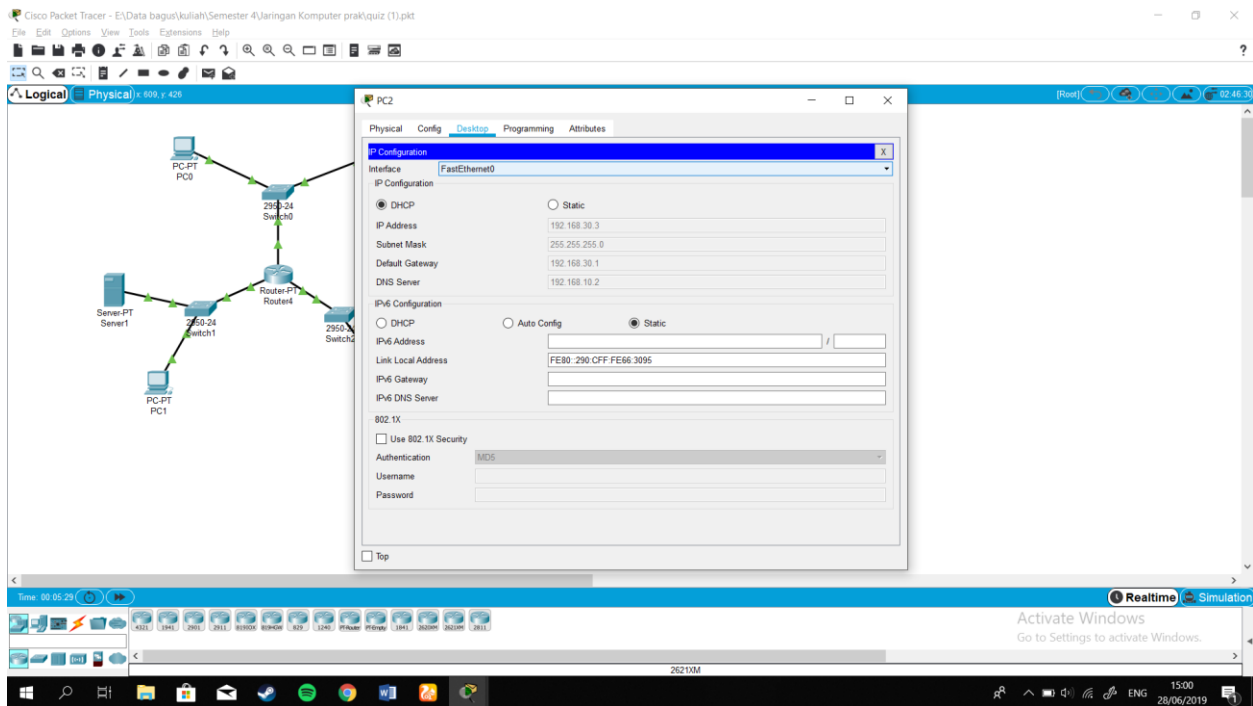 Cisco Packet Tracer - E:\Data bagus\kuliah\Semester 4\Jaringan Komputer prak\quiz (1).pkt
File Edit Options View Tools Extensions Help
?
Logical Physical x: 609, y: 426
[Root]
02:46:30
PC2
Physical Config Desktop Programming Attributes
IP Configuration
X
Interface FastEthernet0
IP Configuration
DHCP Static
IP Address 192.168.30.3
Subnet Mask 255.255.255.0
Default Gateway 192.168.30.1
DNS Server 192.168.10.2
IPv6 Configuration
DHCP Auto Config Static
IPv6 Address /
Link Local Address FE80::290:CFF:FE66:3095
IPv6 Gateway
IPv6 DNS Server
802.1X
Use 802.1X Security
Authentication MD5
Username
Password
Top
PC-PT
PC0
2950-24
Switch0
Router-PT
Router4
Server-PT
Server1
2950-24
Switch1
2950-2
Switch2
PC-PT
PC1
Time: 00:05:29
Realtime Simulation
4321 1941 2901 2911 819IOX 819HGW 829 1240 PT-Router PT-Empty 1841 2620XM 2621XM 2811
Activate Windows
Go to Settings to activate Windows.
2621XM
ENG
15:00
28/06/2019